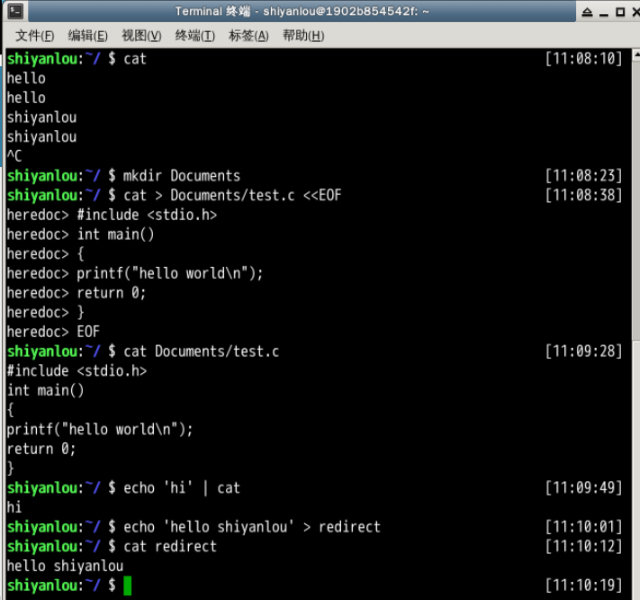 Terminal 终端 - shiyanlou@1902b854542f: ~
文件(F) 编辑(E) 视图(V) 终端(T) 标签(A) 帮助(H)
shiyanlou:~/ $ cat [11:08:10]
hello
hello
shiyanlou
shiyanlou
^C
shiyanlou:~/ $ mkdir Documents [11:08:23]
shiyanlou:~/ $ cat > Documents/test.c <<EOF [11:08:38]
heredoc> #include <stdio.h>
heredoc> int main()
heredoc> {
heredoc> printf("hello world\n");
heredoc> return 0;
heredoc> }
heredoc> EOF
shiyanlou:~/ $ cat Documents/test.c [11:09:28]
#include <stdio.h>
int main()
{
printf("hello world\n");
return 0;
}
shiyanlou:~/ $ echo 'hi' | cat [11:09:49]
hi
shiyanlou:~/ $ echo 'hello shiyanlou' > redirect [11:10:01]
shiyanlou:~/ $ cat redirect [11:10:12]
hello shiyanlou
shiyanlou:~/ $ [11:10:19]